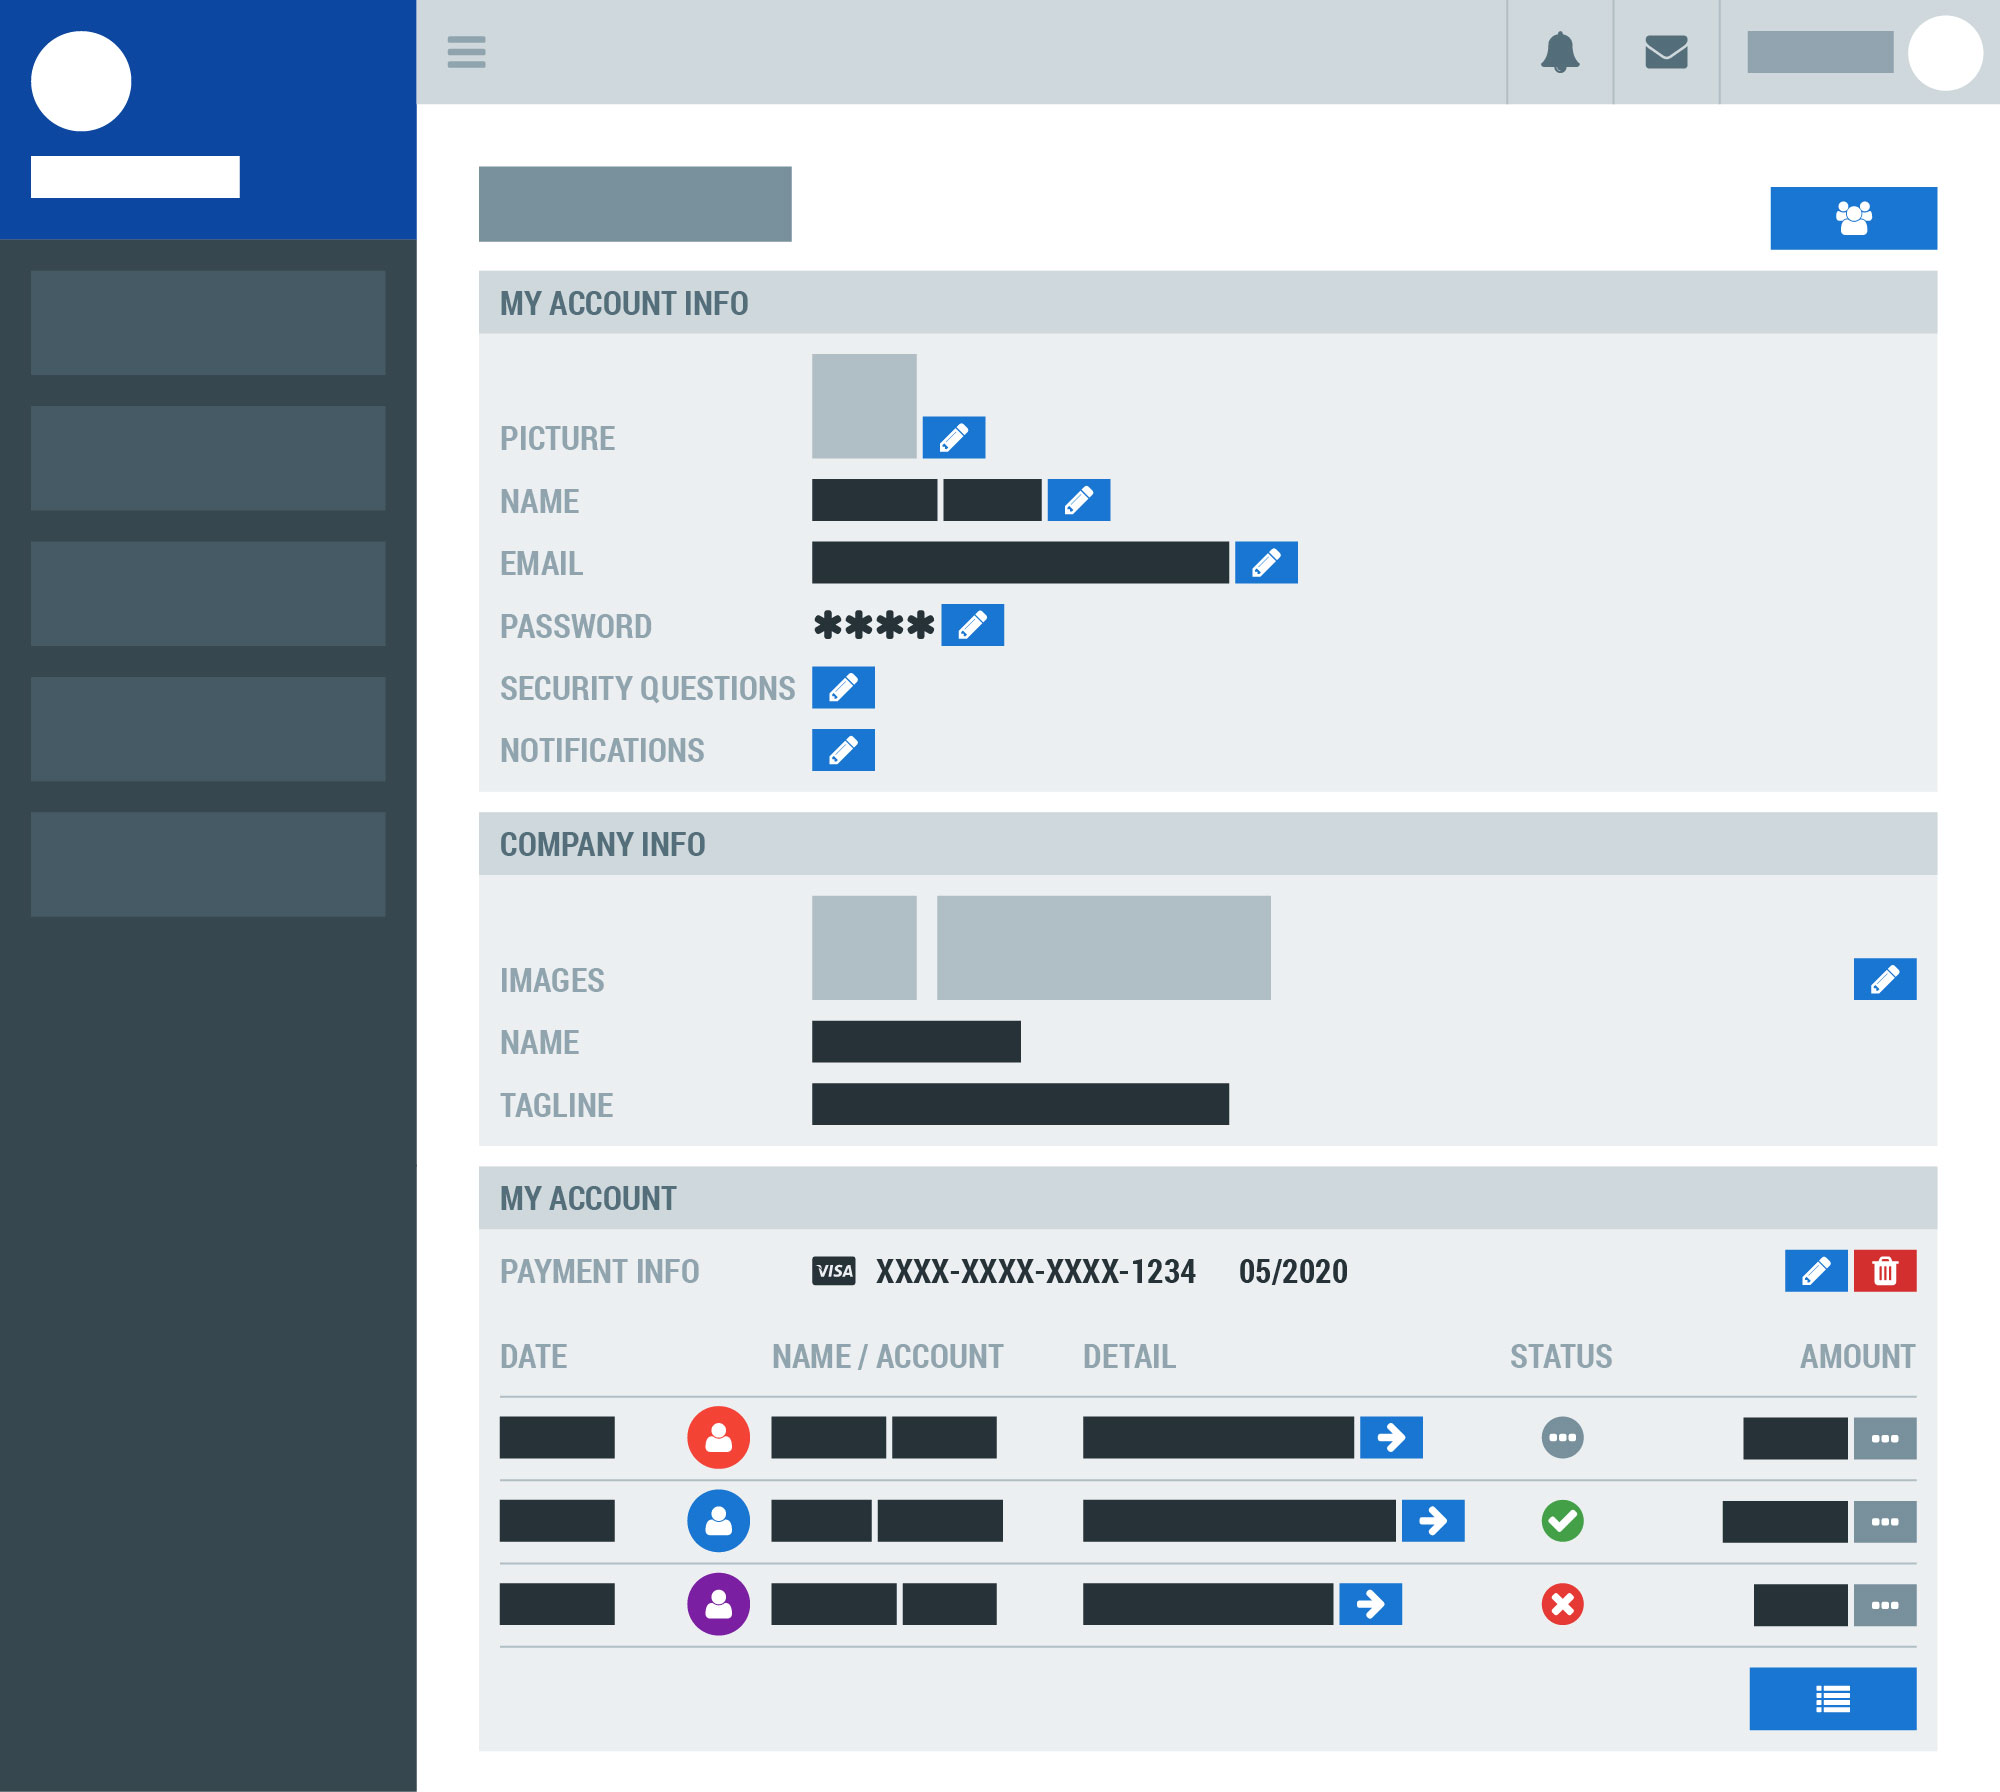 MY ACCOUNT INFO
PICTURE
NAME
EMAIL
PASSWORD ****
SECURITY QUESTIONS
NOTIFICATIONS
COMPANY INFO
IMAGES
NAME
TAGLINE
MY ACCOUNT
PAYMENT INFO VISA XXXX-XXXX-XXXX-1234 05/2020
DATE NAME / ACCOUNT DETAIL STATUS AMOUNT